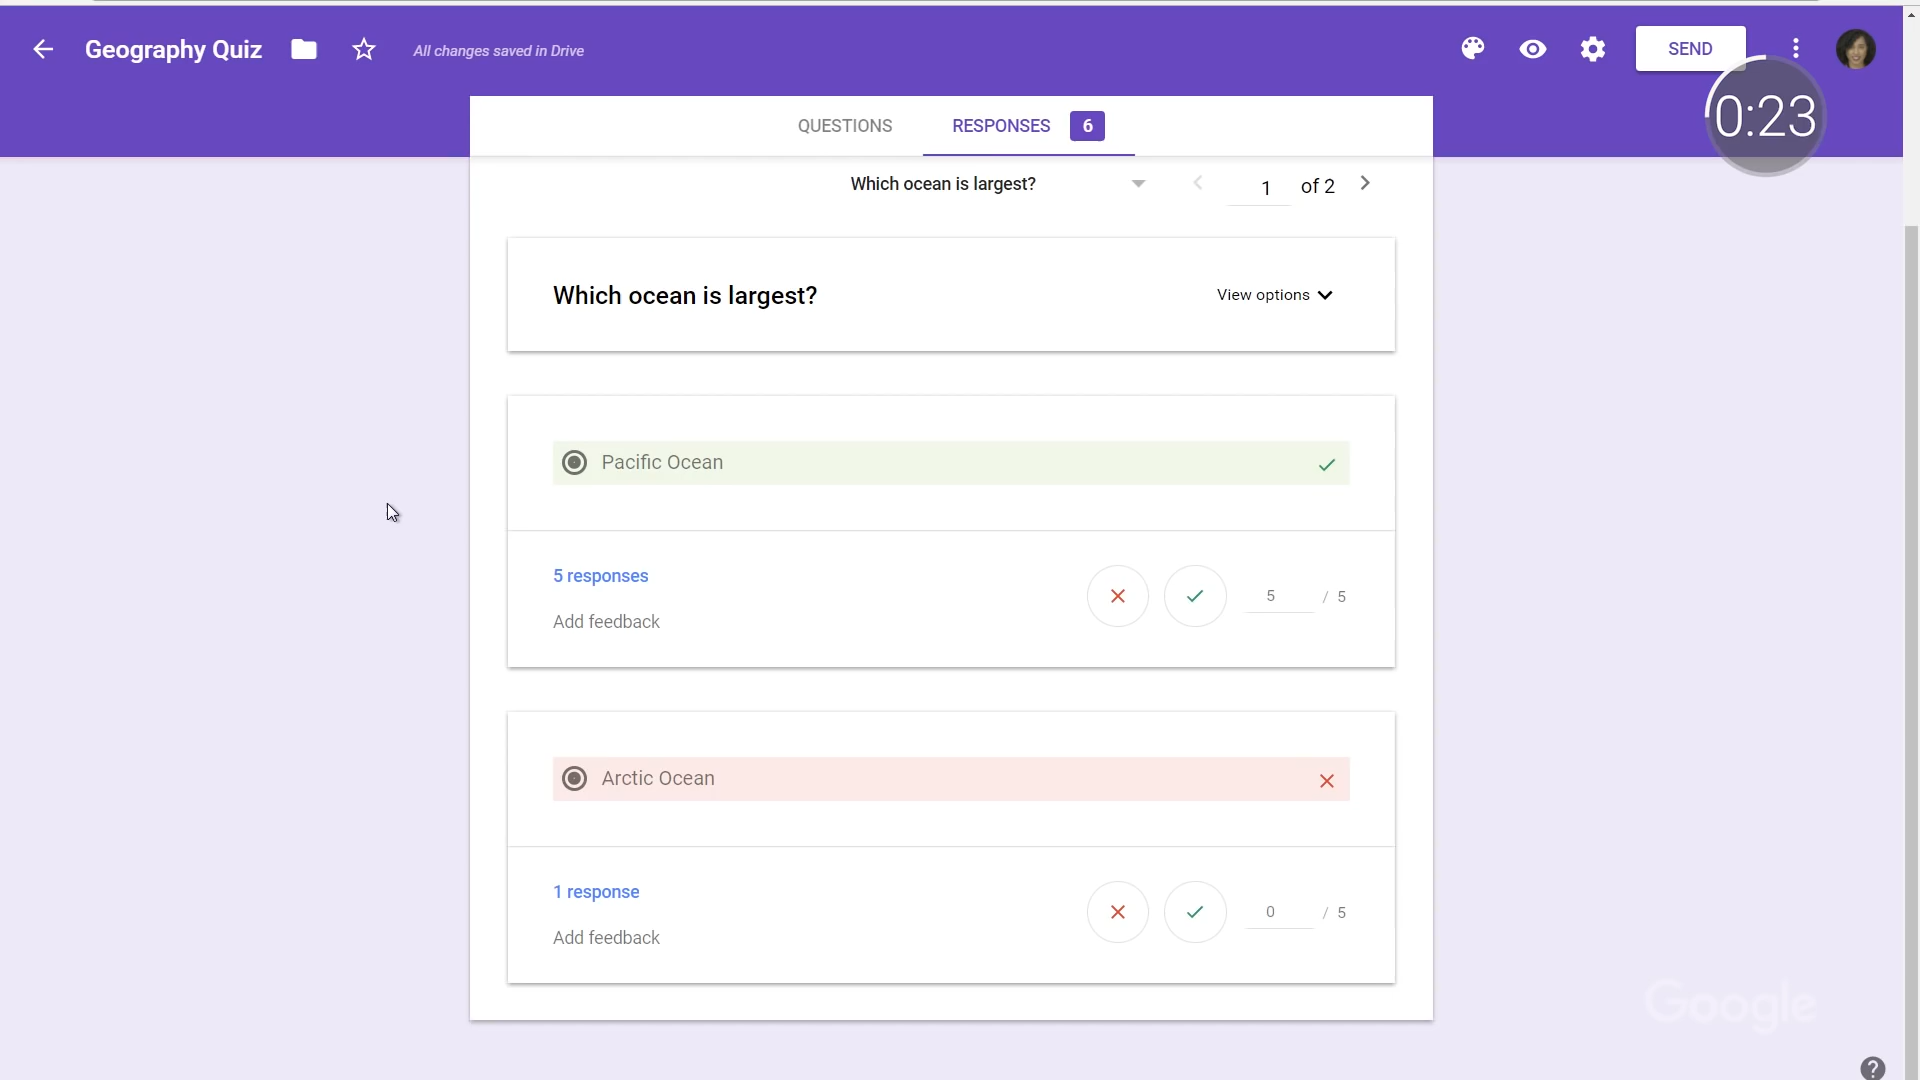 Geography Quiz
All changes saved in Drive
SEND
0:23
QUESTIONS RESPONSES 6
Which ocean is largest? 1 of 2
Which ocean is largest? View options
Pacific Ocean
5 responses
Add feedback
5 / 5
Arctic Ocean
1 response
Add feedback
0 / 5
Google
?